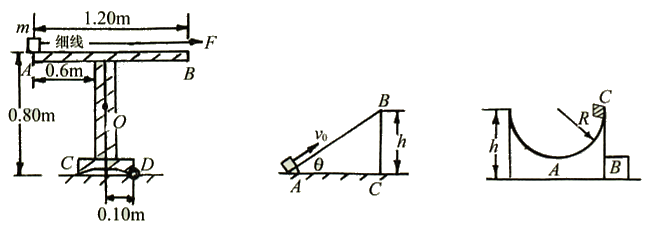 1.20m
m 细线 F
A 0.6m B
0.80m
O
C D
0.10m
B
v₀ h
θ
A C
C
R
h
A B